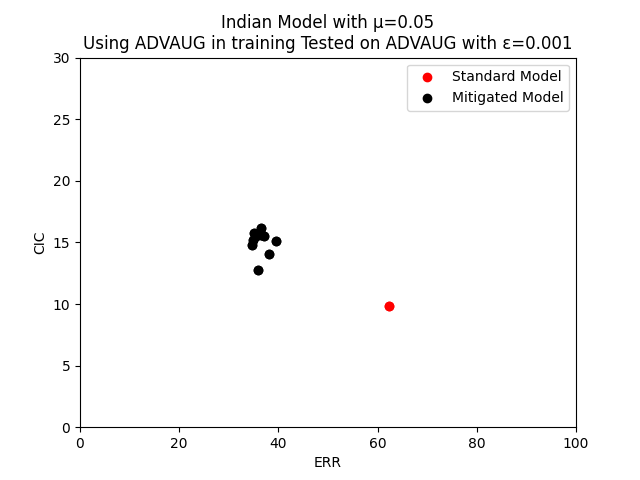 Indian Model with μ=0.05
Using ADVAUG in training Tested on ADVAUG with ε=0.001
Standard Model
Mitigated Model
30
25
20
15
10
5
0
CIC
0 20 40 60 80 100
ERR